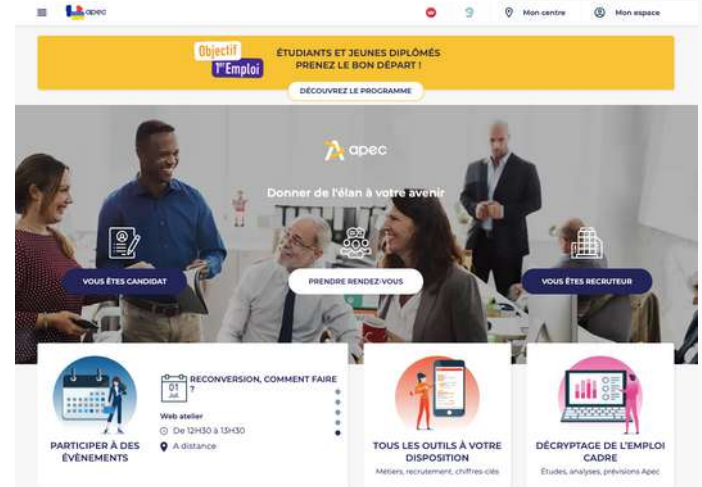 apec
Mon centre
Mon espace
Objectif
1er Emploi
ÉTUDIANTS ET JEUNES DIPLÔMÉS
PRENEZ LE BON DÉPART !
DÉCOUVREZ LE PROGRAMME
apec
Donner de l'élan à votre avenir
VOUS ÊTES CANDIDAT
PRENDRE RENDEZ-VOUS
VOUS ÊTES RECRUTEUR
01
Juil.
RECONVERSION, COMMENT FAIRE
?
Web atelier
De 12H30 à 13H30
A distance
PARTICIPER À DES
ÉVÈNEMENTS
TOUS LES OUTILS À VOTRE
DISPOSITION
Métiers, recrutement, chiffres-clés
DÉCRYPTAGE DE L'EMPLOI
CADRE
Études, analyses, prévisions Apec